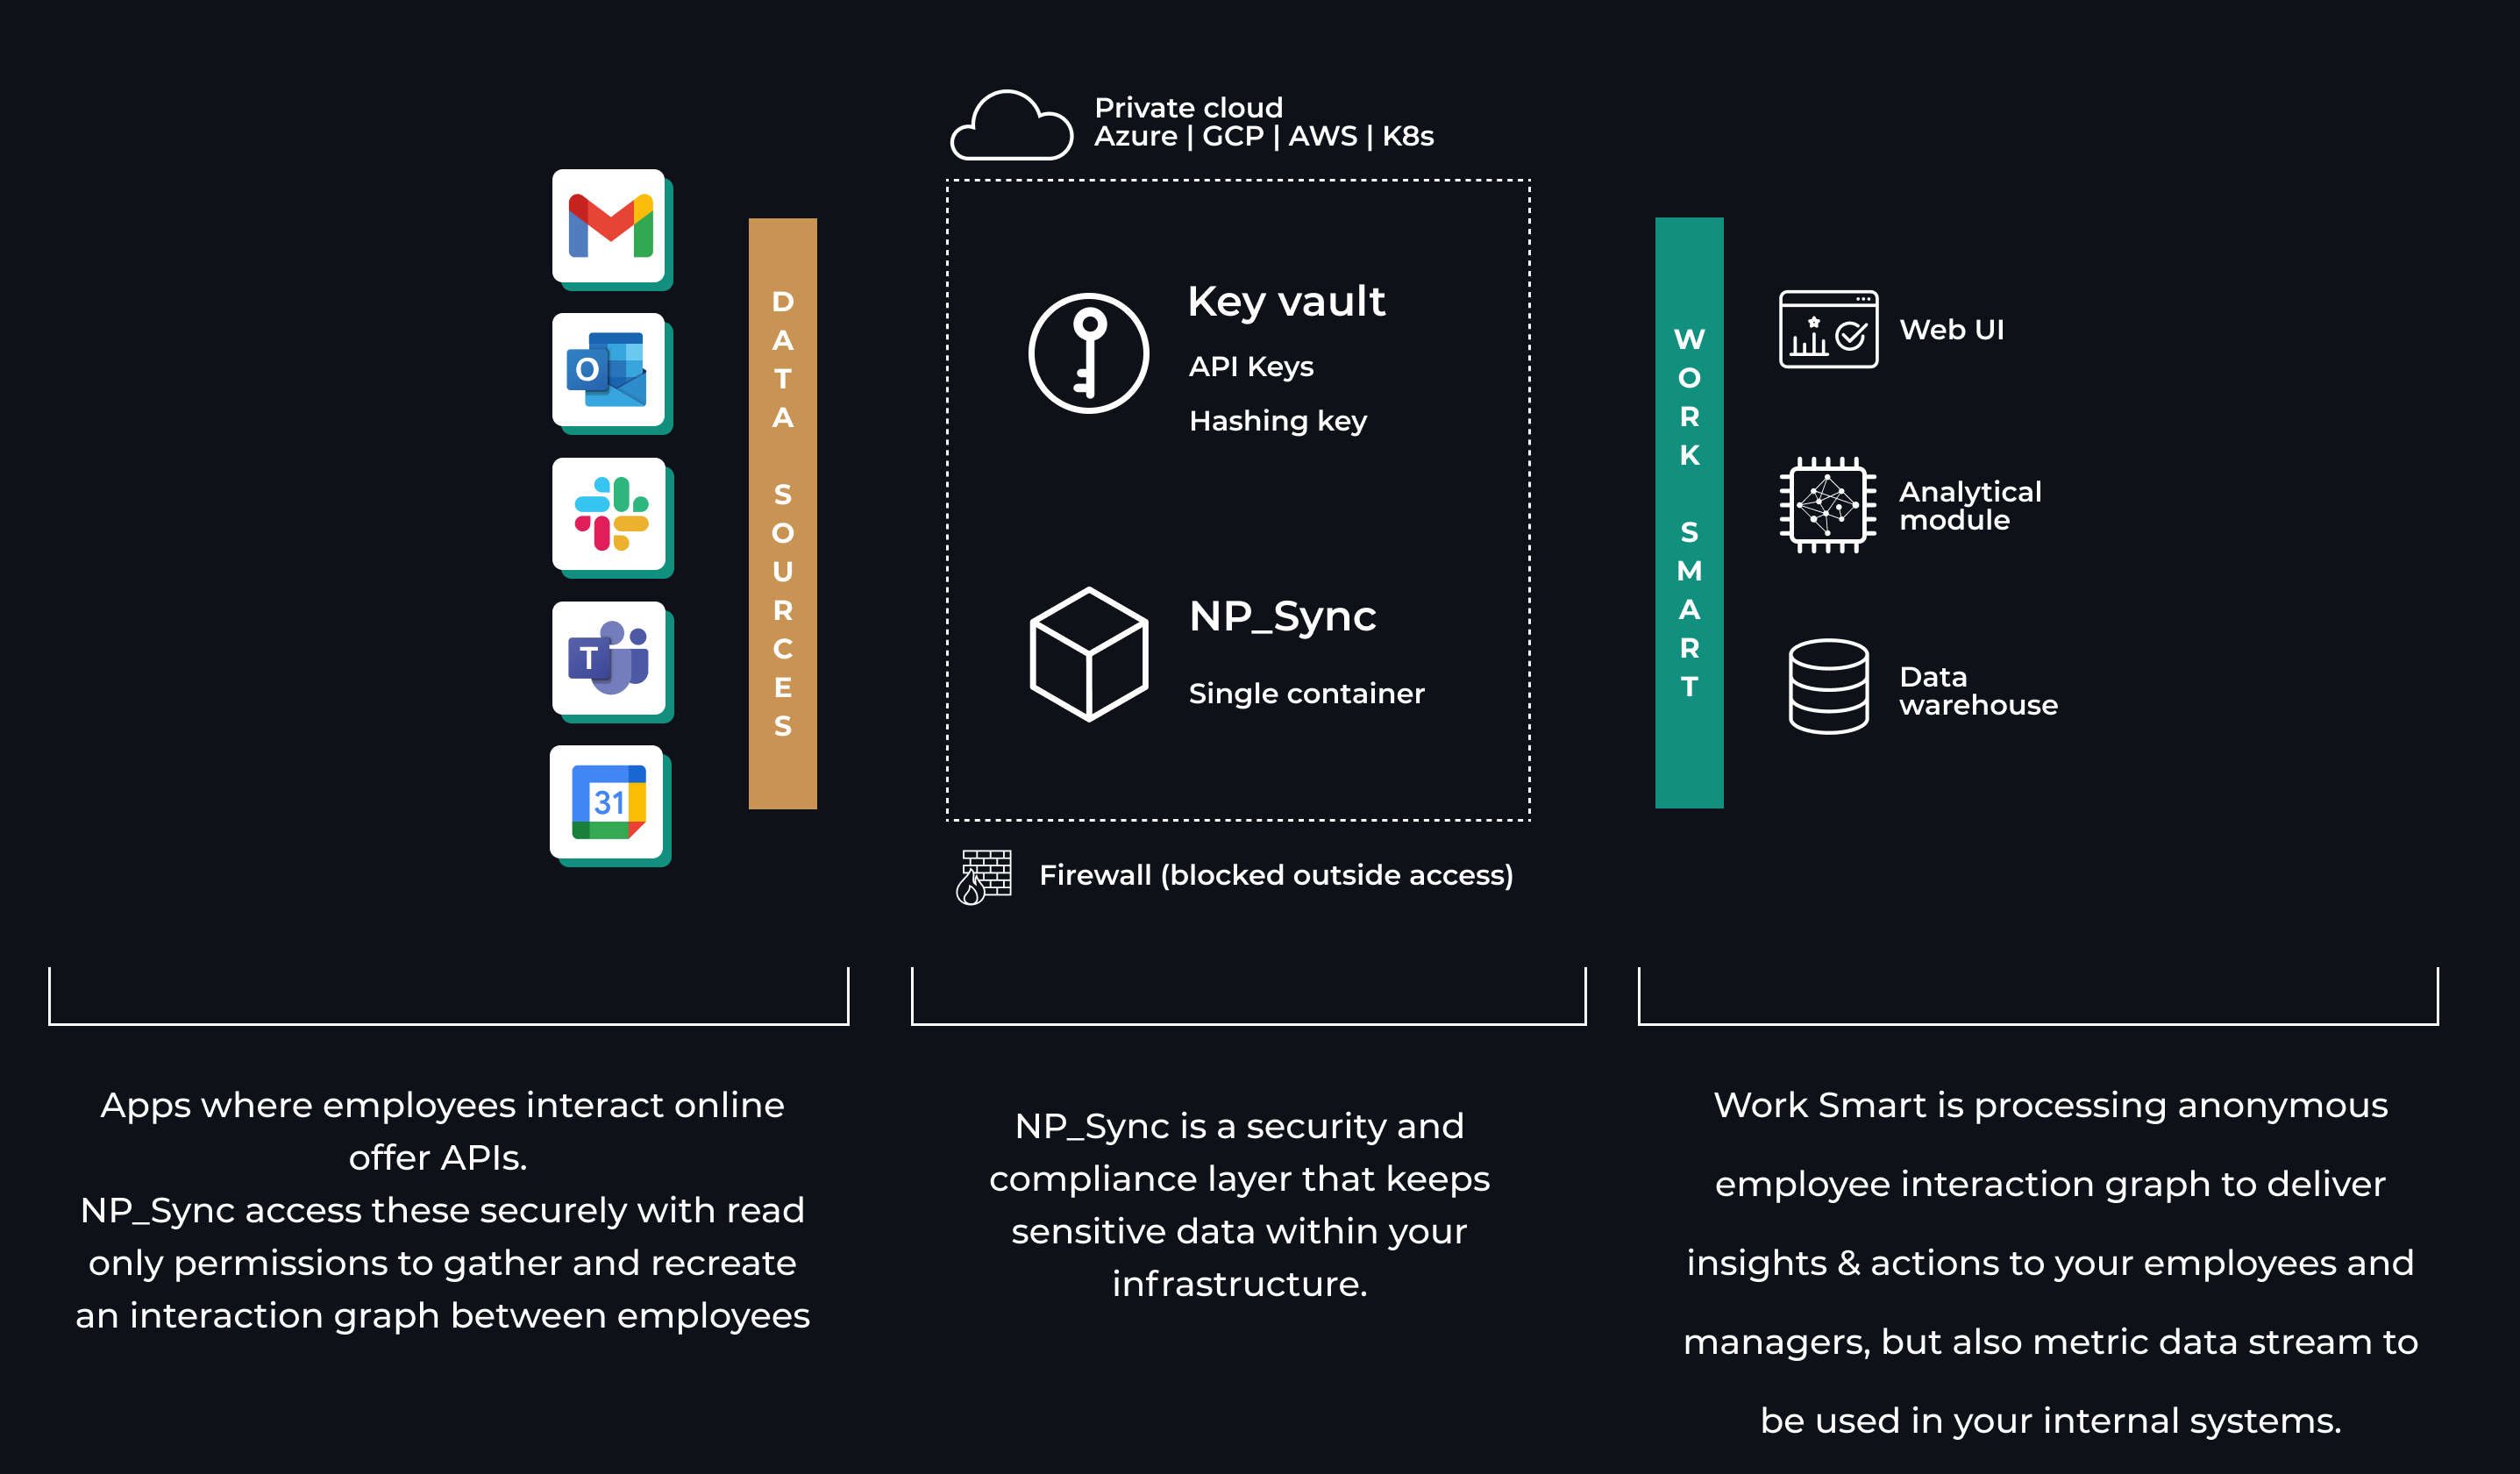 Private cloud
Azure | GCP | AWS | K8s
O
T
31
DATA SOURCES
Key vault
API Keys
Hashing key
NP_Sync
Single container
Firewall (blocked outside access)
WORK SMART
Web UI
Analytical
module
Data
warehouse
Apps where employees interact online
offer APIs.
NP_Sync access these securely with read
only permissions to gather and recreate
an interaction graph between employees
NP_Sync is a security and
compliance layer that keeps
sensitive data within your
infrastructure.
Work Smart is processing anonymous
employee interaction graph to deliver
insights & actions to your employees and
managers, but also metric data stream to
be used in your internal systems.